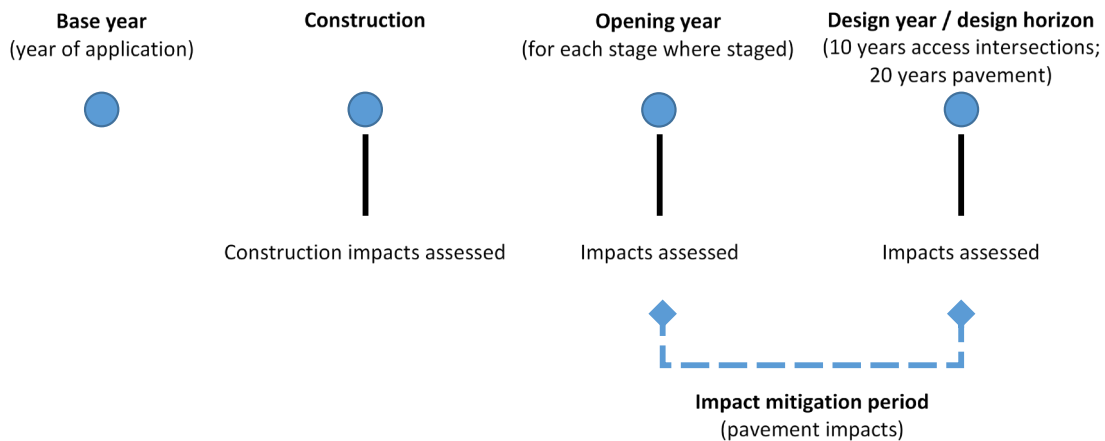 Base year
(year of application)
Construction
Opening year
(for each stage where staged)
Design year / design horizon
(10 years access intersections;
20 years pavement)
Construction impacts assessed
Impacts assessed
Impacts assessed
Impact mitigation period
(pavement impacts)